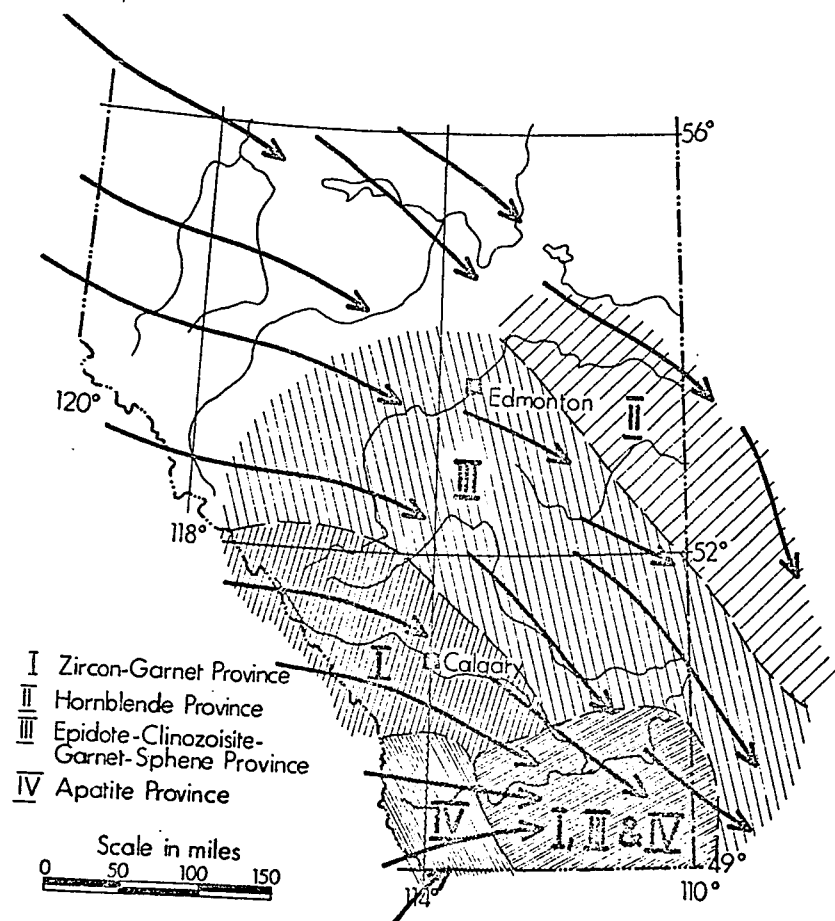 56°
120°
Edmonton
II
III
118°
52°
I
Calgary
I Zircon-Garnet Province
II Hornblende Province
III Epidote-Clinozoisite-
Garnet-Sphene Province
IV Apatite Province
IV
I, III & IV
Scale in miles
0 50 100 150
49°
114°
110°